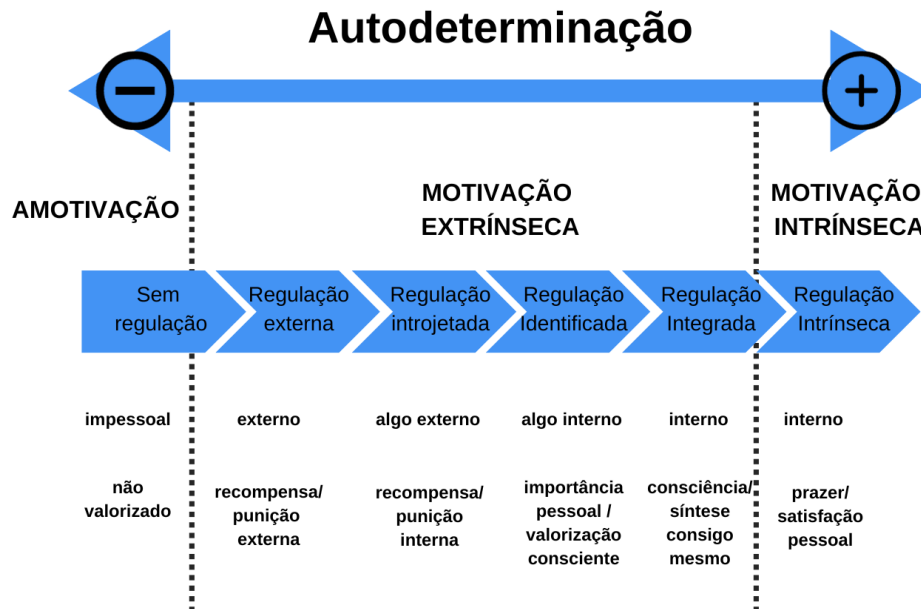 Autodeterminação
AMOTIVAÇÃO
MOTIVAÇÃO
EXTRÍNSECA
MOTIVAÇÃO
INTRÍNSECA
Sem
regulação
Regulação
externa
Regulação
introjetada
Regulação
Identificada
Regulação
Integrada
Regulação
Intrínseca
impessoal
externo
algo externo
algo interno
interno
interno
não
valorizado
recompensa/
punição
externa
recompensa/
punição
interna
importância
pessoal /
valorização
consciente
consciência/
síntese
consigo
mesmo
prazer/
satisfação
pessoal